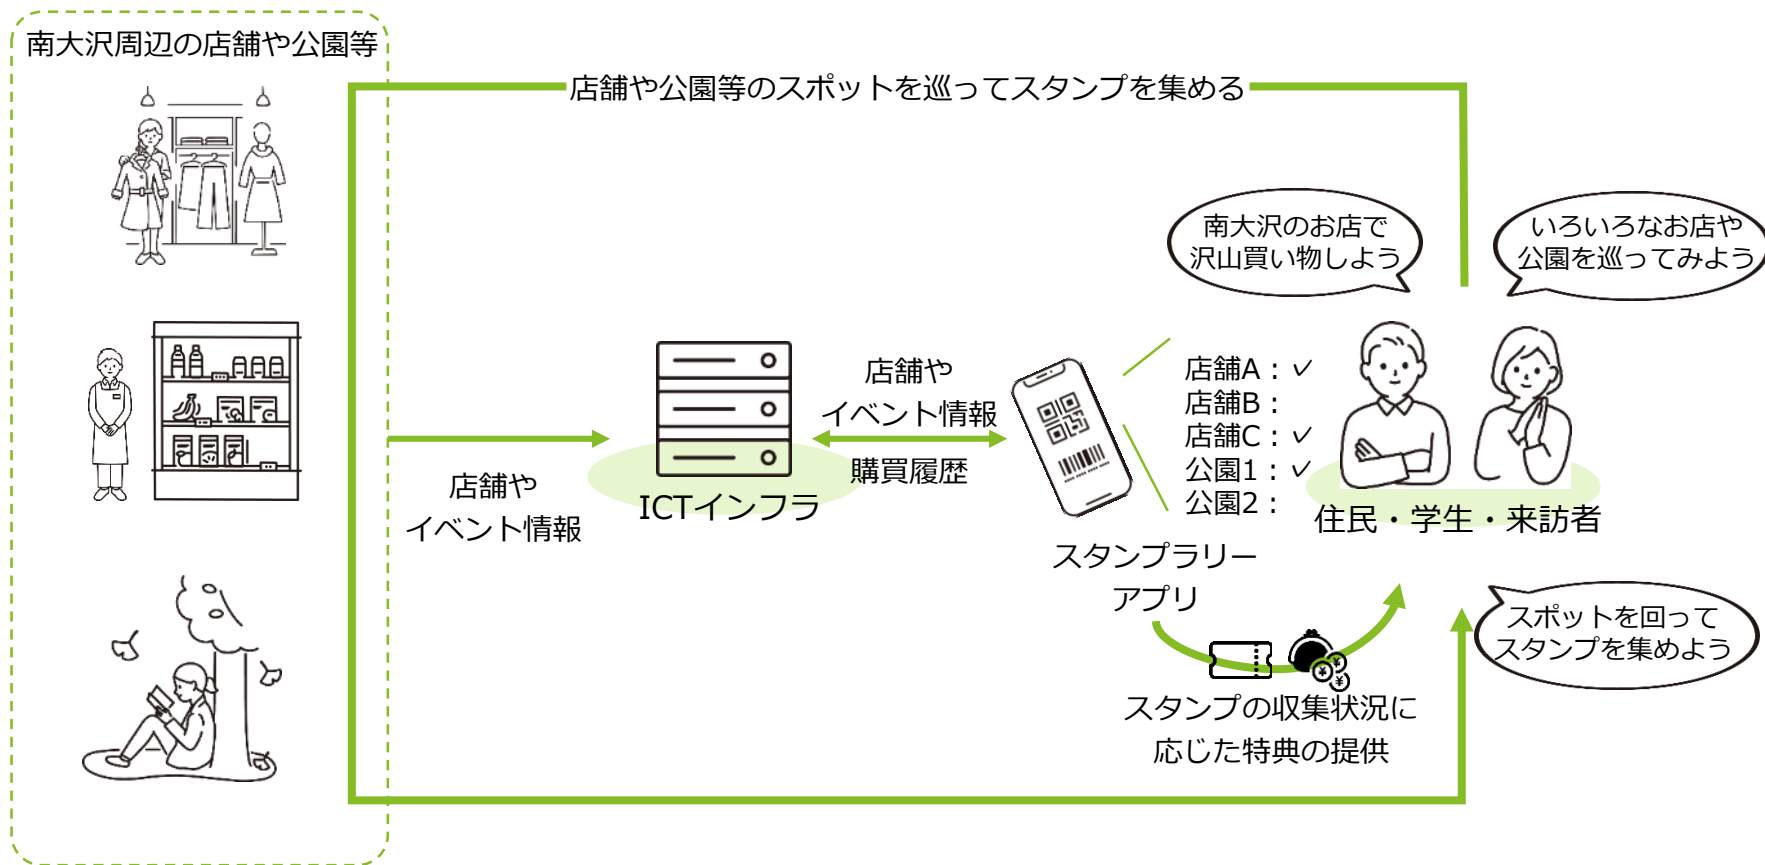 南大沢周辺の店舗や公園等
店舗や公園等のスポットを巡ってスタンプを集める
南大沢のお店で
沢山買い物しよう
いろいろなお店や
公園を巡ってみよう
店舗や
イベント情報
ICTインフラ
店舗や
イベント情報
購買履歴
店舗A：✓
店舗B：
店舗C：✓
公園1：✓
公園2：
スタンプラリー
アプリ
住民・学生・来訪者
スポットを回って
スタンプを集めよう
¥
¥
¥
スタンプの収集状況に
応じた特典の提供